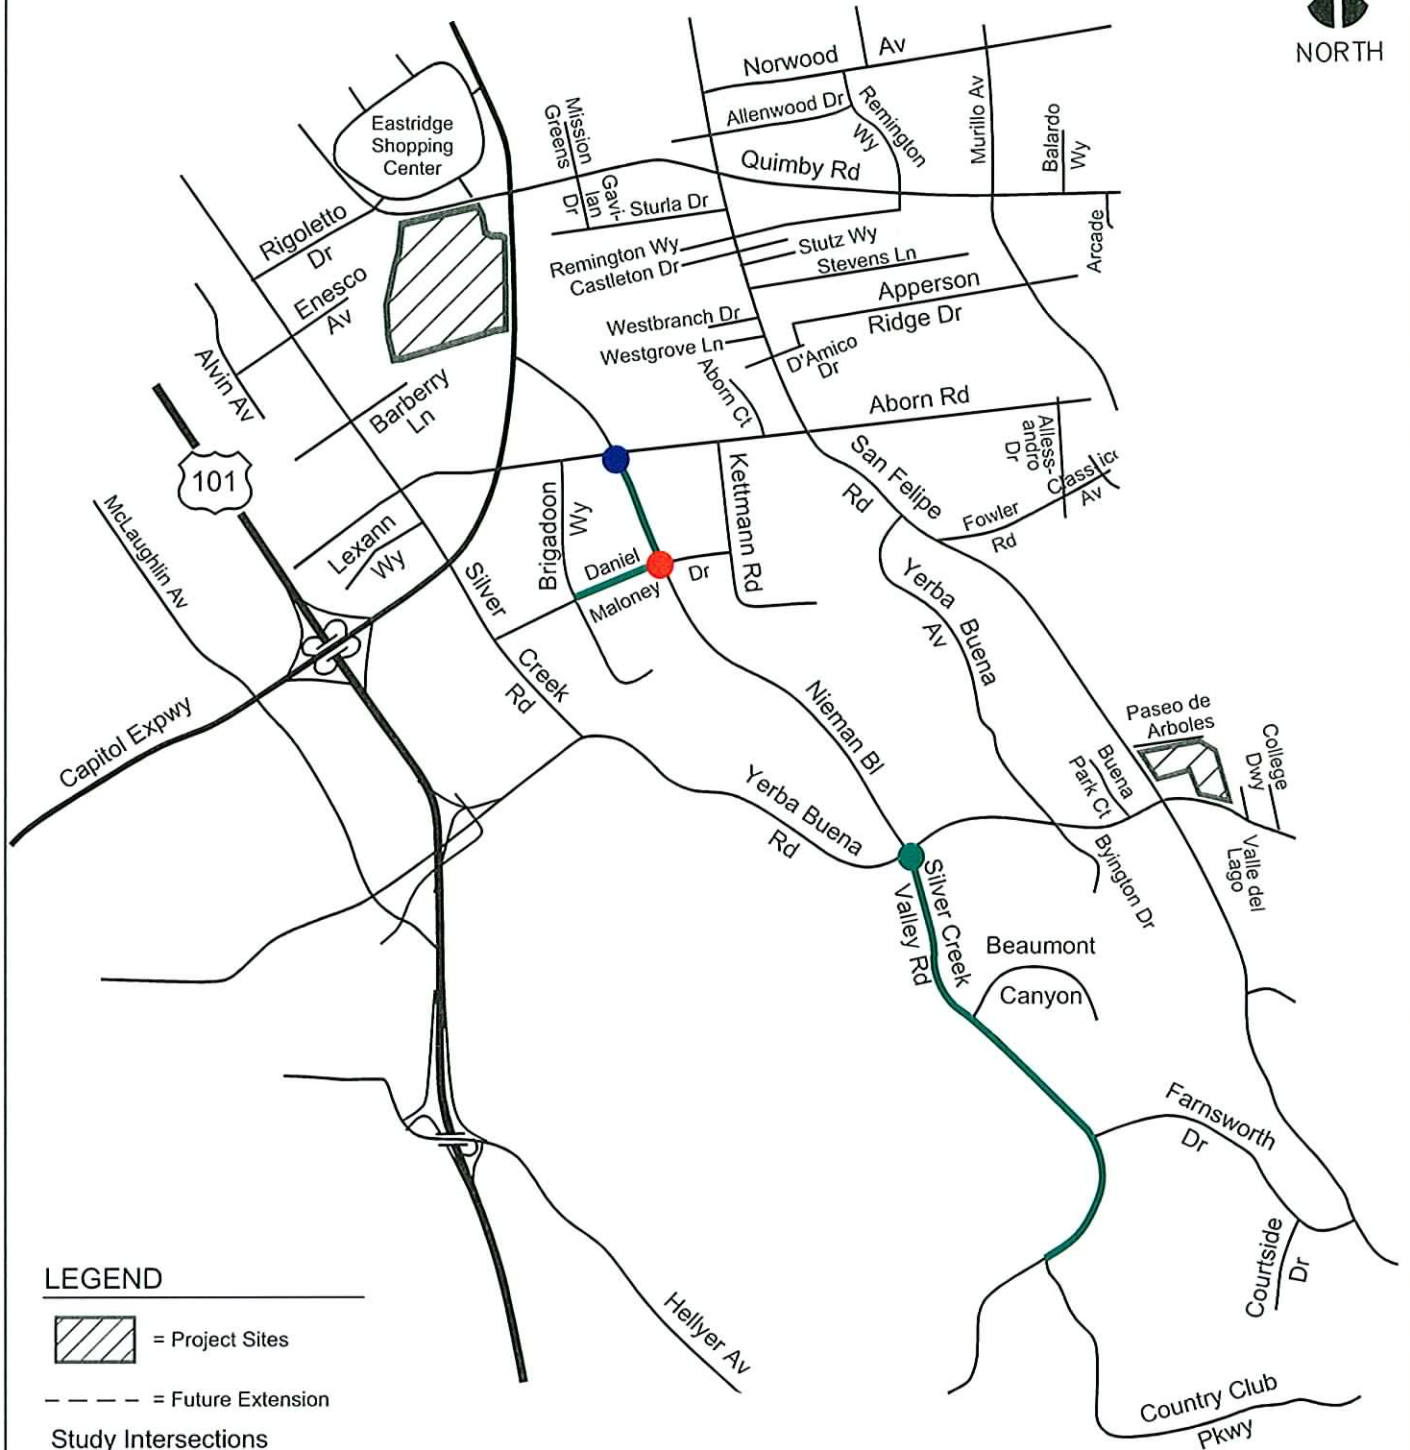 NORTH
Norwood Av
Allenwood Dr
Remington
Wy
Murillo Av
Balardo
Wy
Eastridge
Shopping
Center
Mission
Greens
Dr
Gavi-
lan
Quimby Rd
Sturla Dr
Arcade
Rigoletto
Dr
Remington Wy
Castleton Dr
Stutz Wy
Stevens Ln
Enesco
Av
Apperson
Ridge Dr
Westbranch Dr
Westgrove Ln
D'Amico
Dr
Alvin Av
Barberry
Ln
Aborn Ct
Aborn Rd
Aless-
andro
Dr
Classico
Av
101
San Felipe
Rd
Fowler
Rd
McLaughlin Av
Lexann
Wy
Brigadoon
Wy
Kettmann Rd
Daniel
Maloney
Dr
Silver
Creek
Rd
Yerba
Buena
Av
Capitol Expwy
Nieman Bl
Paseo de
Arboles
College
Dwy
Buena
Park Ct
Yerba Buena
Rd
Byington Dr
Valle del
Lago
Silver Creek
Valley Rd
Beaumont
Canyon
Farnsworth
Dr
Courtside
Dr
Hellyer Av
Country Club
Pkwy
LEGEND
= Project Sites
= Future Extension
Study Intersections